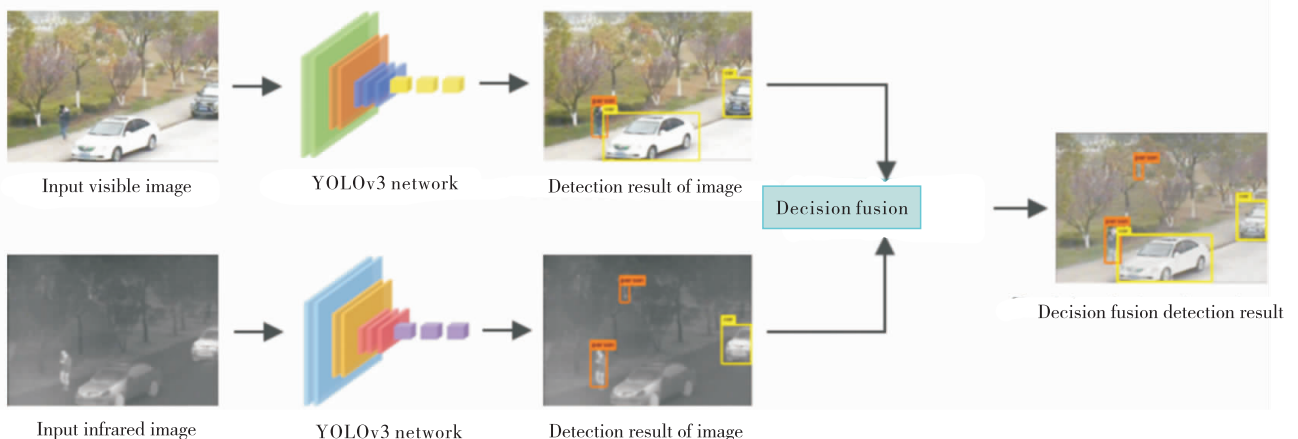 Input visible image
YOLOv3 network
Detection result of image
Decision fusion
Decision fusion detection result
Input infrared image
YOLOv3 network
Detection result of image